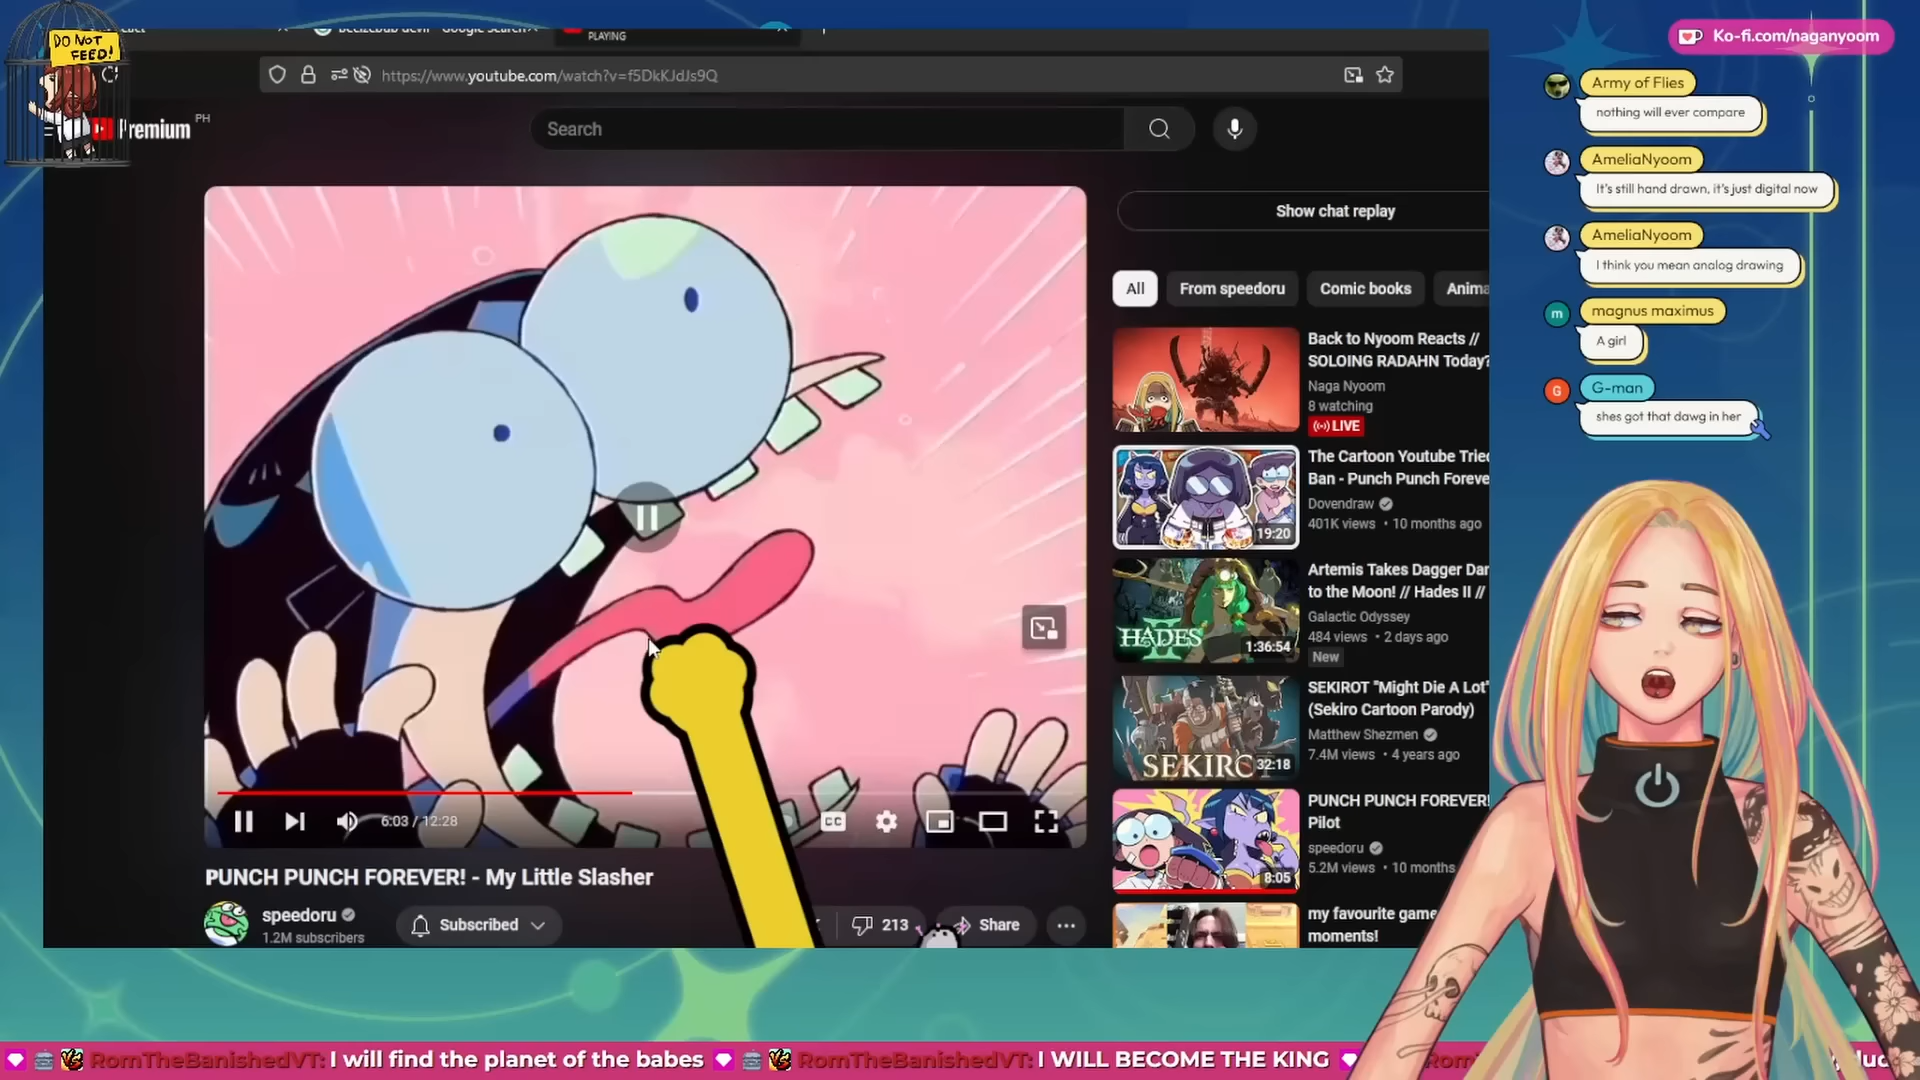 DO NOT
FEED!
beelzebub devil - Google Search
PLAYING
https://www.youtube.com/watch?v=f5DkKJdJs9Q
Premium
PH
Search
Show chat replay
All
From speedoru
Comic books
Anima
Back to Nyoom Reacts //
SOLOING RADAHN Today?
Naga Nyoom
8 watching
LIVE
The Cartoon Youtube Tried
Ban - Punch Punch Foreve
Dovendraw
401K views • 10 months ago
19:20
Artemis Takes Dagger Dar
to the Moon! // Hades II //
Galactic Odyssey
484 views • 2 days ago
New
HADES II
1:36:54
SEKIROT "Might Die A Lot"
(Sekiro Cartoon Parody)
Matthew Shezmen
7.4M views • 4 years ago
SEKIRO
32:18
PUNCH PUNCH FOREVER!
Pilot
speedoru
5.2M views • 10 months
8:05
my favourite game
moments!
6:03 / 12:28
CC
PUNCH PUNCH FOREVER! - My Little Slasher
speedoru
1.2M subscribers
Subscribed
213
Share
Ko-fi.com/naganyoom
Army of Flies
nothing will ever compare
AmeliaNyoom
It's still hand drawn, it's just digital now
AmeliaNyoom
I think you mean analog drawing
m
magnus maximus
A girl
G
G-man
shes got that dawg in her
RomTheBanishedVT: I will find the planet of the babes RomTheBanishedVT: I WILL BECOME THE KING